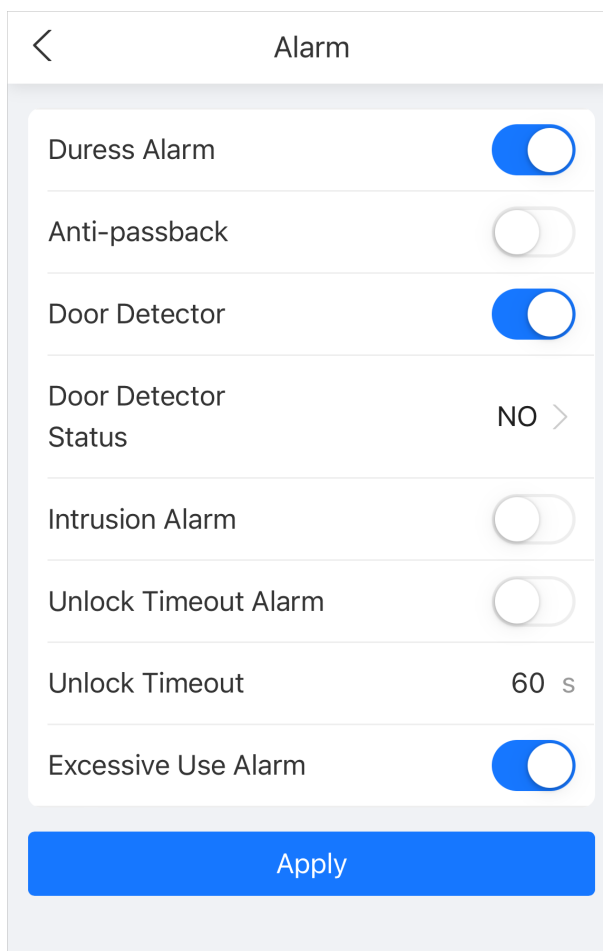 Alarm
Duress Alarm
Anti-passback
Door Detector
Door Detector
Status
NO
Intrusion Alarm
Unlock Timeout Alarm
Unlock Timeout 60 s
Excessive Use Alarm
Apply